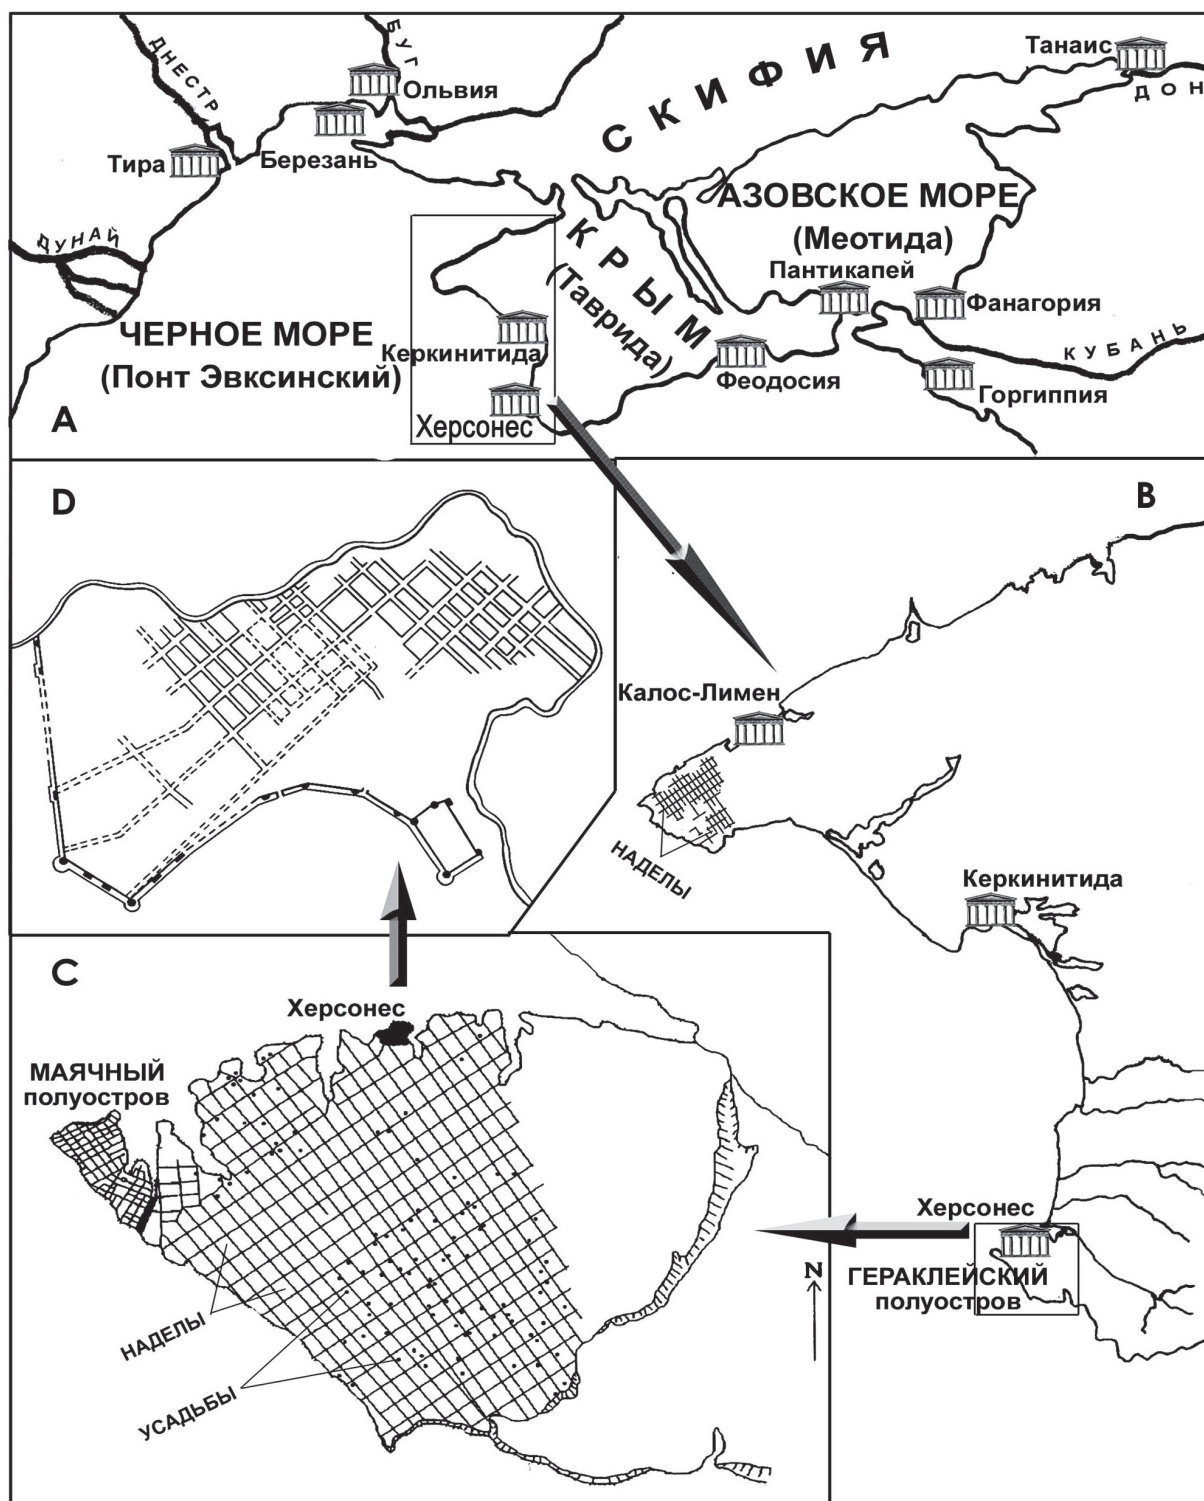 ДНЕСТР
БУГ
Ольвия
Березань
Тира
ДУНАЙ
СКИФИЯ
Танаис
ДОН
АЗОВСКОЕ МОРЕ
(Меотида)
КРЫМ
(Таврида)
Пантикапей
Фанагория
КУБАНЬ
Горгиппия
Феодосия
ЧЕРНОЕ МОРЕ
(Понт Эвксинский)
Керкинитида
Херсонес
A
D
B
Калос-Лимен
НАДЕЛЫ
Керкинитида
Херсонес
ГЕРАКЛЕЙСКИЙ
полуостров
C
Херсонес
МАЯЧНЫЙ
полуостров
НАДЕЛЫ
УСАДЬБЫ
N